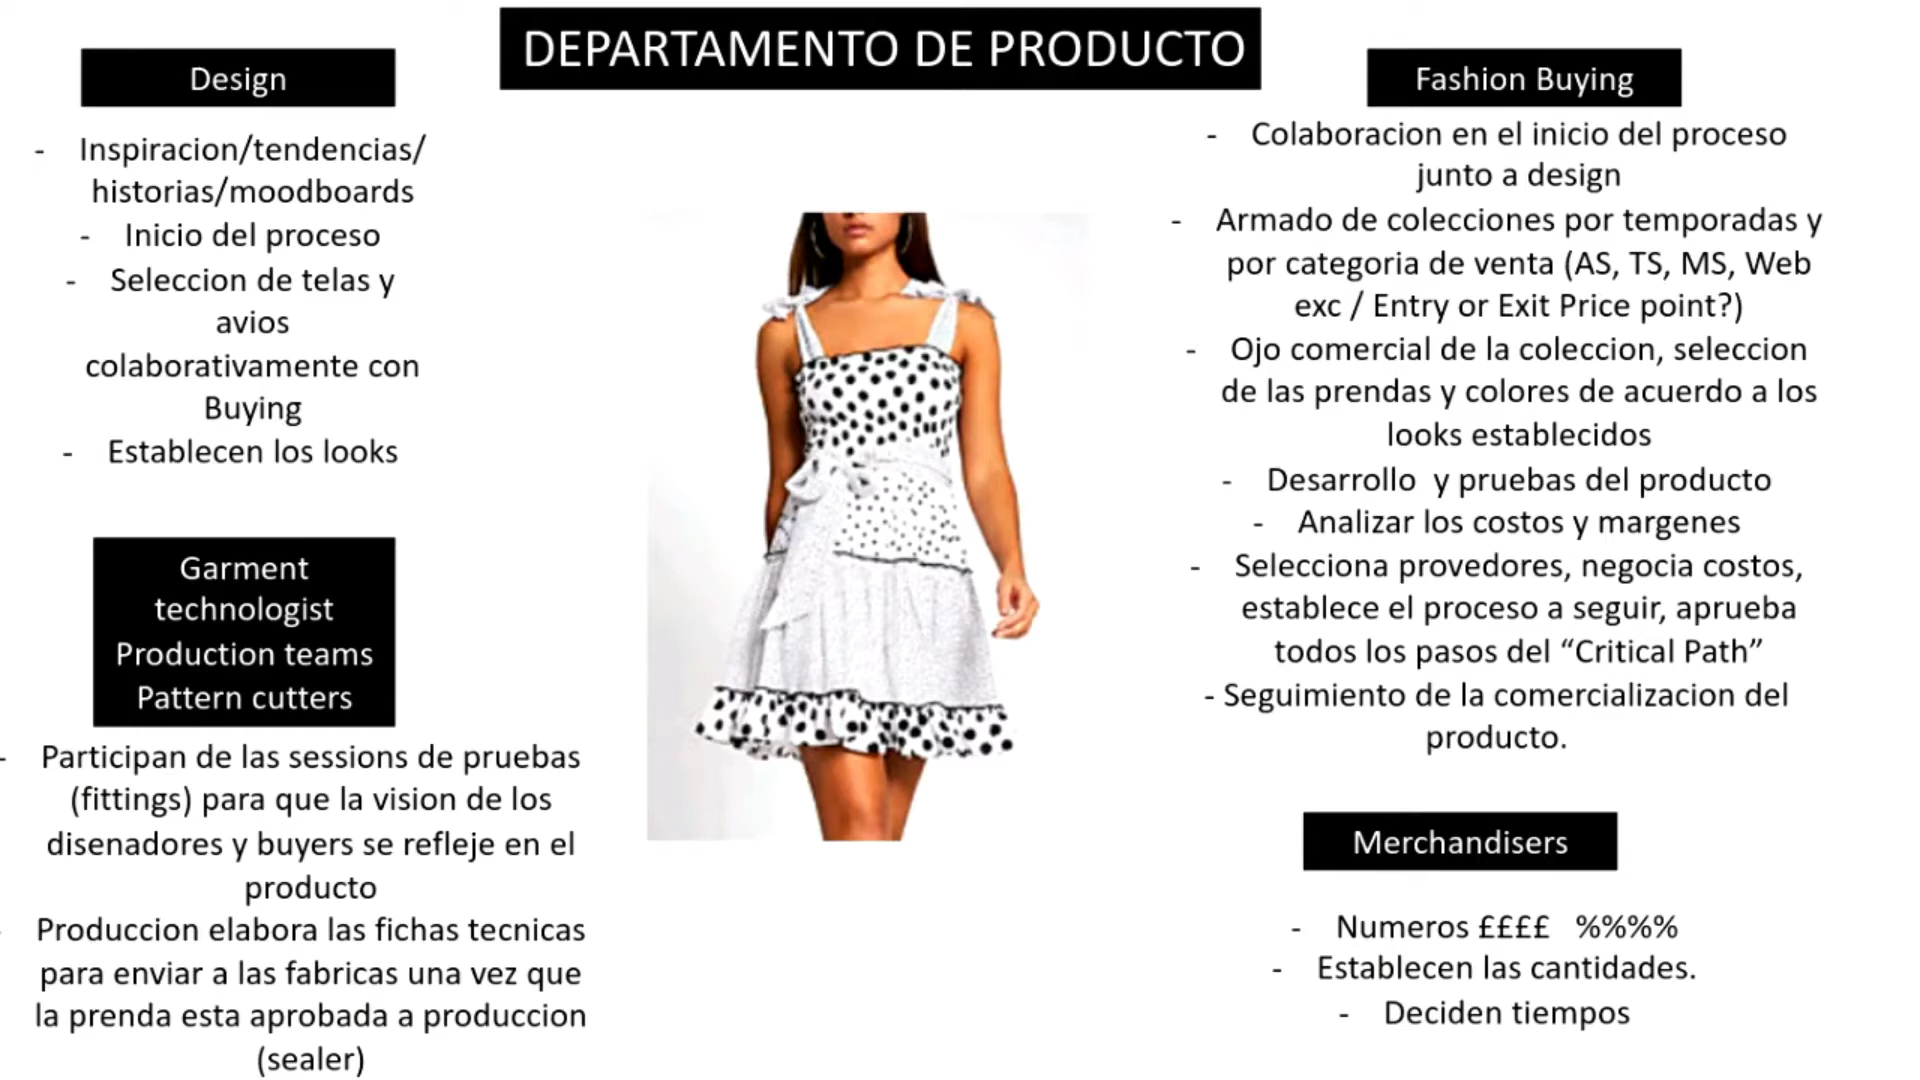 DEPARTAMENTO DE PRODUCTO
Design
- Inspiracion/tendencias/
historias/moodboards
- Inicio del proceso
- Seleccion de telas y
avios
colaborativamente con
Buying
- Establecen los looks
Garment
technologist
Production teams
Pattern cutters
- Participan de las sessions de pruebas
(fittings) para que la vision de los
disenadores y buyers se refleje en el
producto
- Produccion elabora las fichas tecnicas
para enviar a las fabricas una vez que
la prenda esta aprobada a produccion
(sealer)
Fashion Buying
- Colaboracion en el inicio del proceso
junto a design
- Armado de colecciones por temporadas y
por categoria de venta (AS, TS, MS, Web
exc / Entry or Exit Price point?)
- Ojo comercial de la coleccion, seleccion
de las prendas y colores de acuerdo a los
looks establecidos
- Desarrollo  y pruebas del producto
- Analizar los costos y margenes
- Selecciona provedores, negocia costos,
establece el proceso a seguir, aprueba
todos los pasos del “Critical Path”
- Seguimiento de la comercializacion del
producto.
Merchandisers
- Numeros ££££   %%%%
- Establecen las cantidades.
- Deciden tiempos